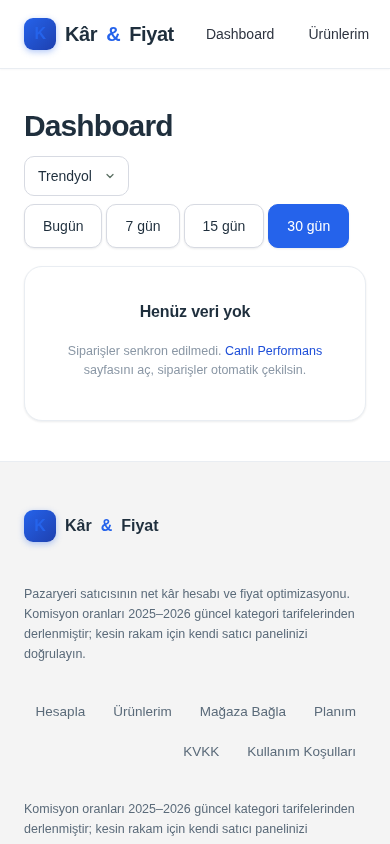 K Kâr & Fiyat Dashboard Ürünlerim
Dashboard
Trendyol
Bugün 7 gün 15 gün 30 gün
Henüz veri yok
Siparişler senkron edilmedi. Canlı Performans
sayfasını aç, siparişler otomatik çekilsin.
K Kâr & Fiyat
Pazaryeri satıcısının net kâr hesabı ve fiyat optimizasyonu.
Komisyon oranları 2025–2026 güncel kategori tarifelerinden
derlenmiştir; kesin rakam için kendi satıcı panelinizi
doğrulayın.
Hesapla Ürünlerim Mağaza Bağla Planım
KVKK Kullanım Koşulları
Komisyon oranları 2025–2026 güncel kategori tarifelerinden
derlenmiştir; kesin rakam için kendi satıcı panelinizi